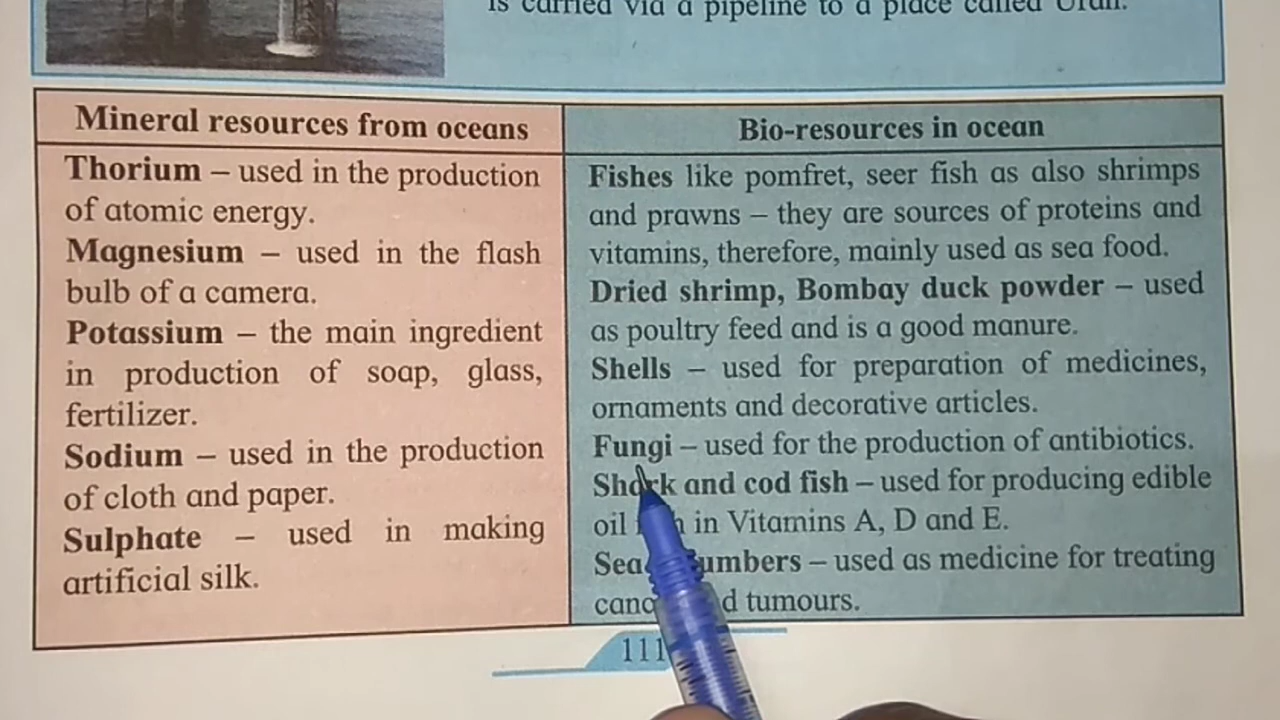 is carried via a pipeline to a place called Uran.
Mineral resources from oceans
Thorium – used in the production
of atomic energy.
Magnesium – used in the flash
bulb of a camera.
Potassium – the main ingredient
in production of soap, glass,
fertilizer.
Sodium – used in the production
of cloth and paper.
Sulphate – used in making
artificial silk.
Bio-resources in ocean
Fishes like pomfret, seer fish as also shrimps
and prawns – they are sources of proteins and
vitamins, therefore, mainly used as sea food.
Dried shrimp, Bombay duck powder – used
as poultry feed and is a good manure.
Shells – used for preparation of medicines,
ornaments and decorative articles.
Fungi – used for the production of antibiotics.
Shark and cod fish – used for producing edible
oil in Vitamins A, D and E.
Sea – used as medicine for treating
tumours.
111